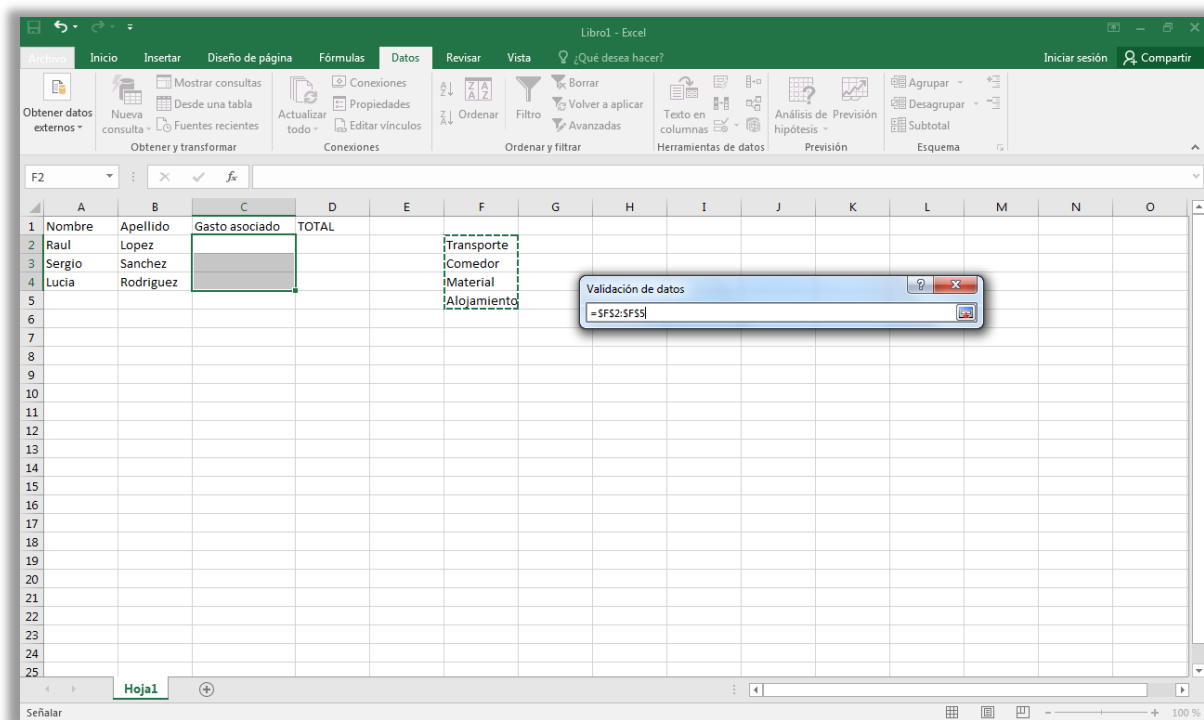 Libro1 - Excel
Archivo Inicio Insertar Diseño de página Fórmulas Datos Revisar Vista ¿Qué desea hacer? Iniciar sesión Compartir
Obtener datos externos
Nueva consulta
Mostrar consultas
Desde una tabla
Fuentes recientes
Obtener y transformar
Actualizar todo
Conexiones
Propiedades
Editar vínculos
Conexiones
Ordenar
Filtro
Borrar
Volver a aplicar
Avanzadas
Ordenar y filtrar
Texto en columnas
Herramientas de datos
Análisis de hipótesis
Previsión
Previsión
Agrupar
Desagrupar
Subtotal
Esquema
F2 fx
A B C D E F G H I J K L M N O
1 Nombre Apellido Gasto asociado TOTAL
2 Raul Lopez Transporte
3 Sergio Sanchez Comedor
4 Lucia Rodriguez Material
5 Alojamiento
Validación de datos
=$F$2:$F$5
6
7
8
9
10
11
12
13
14
15
16
17
18
19
20
21
22
23
24
25
Hoja1
Señalar 100 %